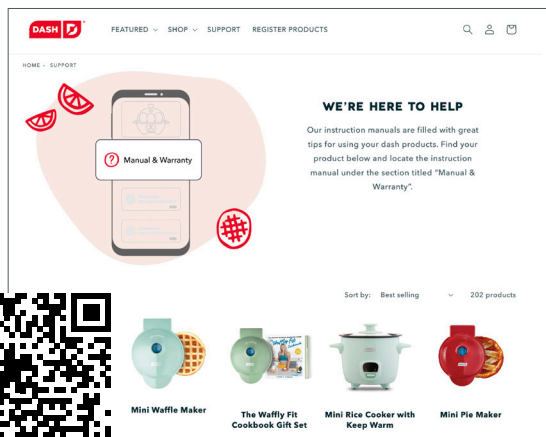 DASH D
FEATURED SHOP SUPPORT REGISTER PRODUCTS
HOME › SUPPORT
? Manual & Warranty
WE'RE HERE TO HELP
Our instruction manuals are filled with great
tips for using your dash products. Find your
product below and locate the instruction
manual under the section titled "Manual &
Warranty".
Sort by: Best selling 202 products
Mini Waffle Maker
The Waffly Fit
Cookbook Gift Set
Mini Rice Cooker with
Keep Warm
Mini Pie Maker